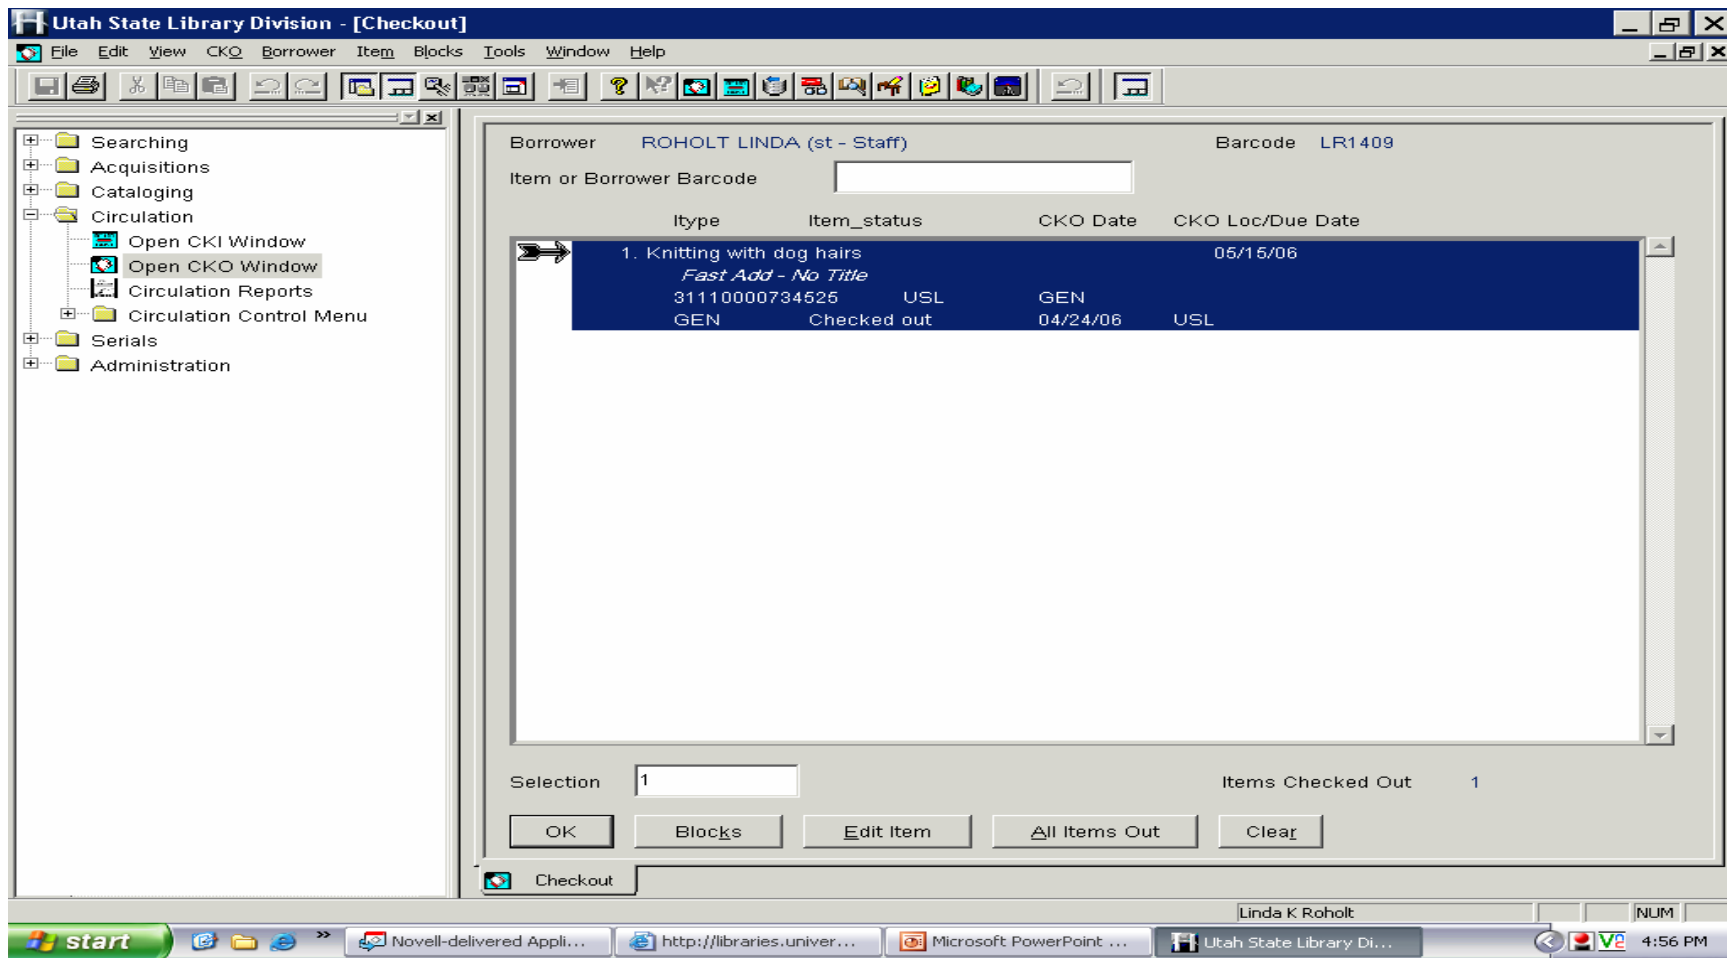 Utah State Library Division - [Checkout]
File Edit View CKO Borrower Item Blocks Tools Window Help
Searching
Acquisitions
Cataloging
Circulation
Open CKI Window
Open CKO Window
Circulation Reports
Circulation Control Menu
Serials
Administration
Borrower ROHOLT LINDA (st - Staff) Barcode LR1409
Item or Borrower Barcode
Itype Item_status CKO Date CKO Loc/Due Date
1. Knitting with dog hairs 05/15/06
Fast Add - No Title
31110000734525 USL GEN
GEN Checked out 04/24/06 USL
Selection 1 Items Checked Out 1
OK Blocks Edit Item All Items Out Clear
Checkout
Linda K Roholt NUM
start » Novell-delivered Appli... http://libraries.univer... Microsoft PowerPoint ... Utah State Library Di... V2 4:56 PM